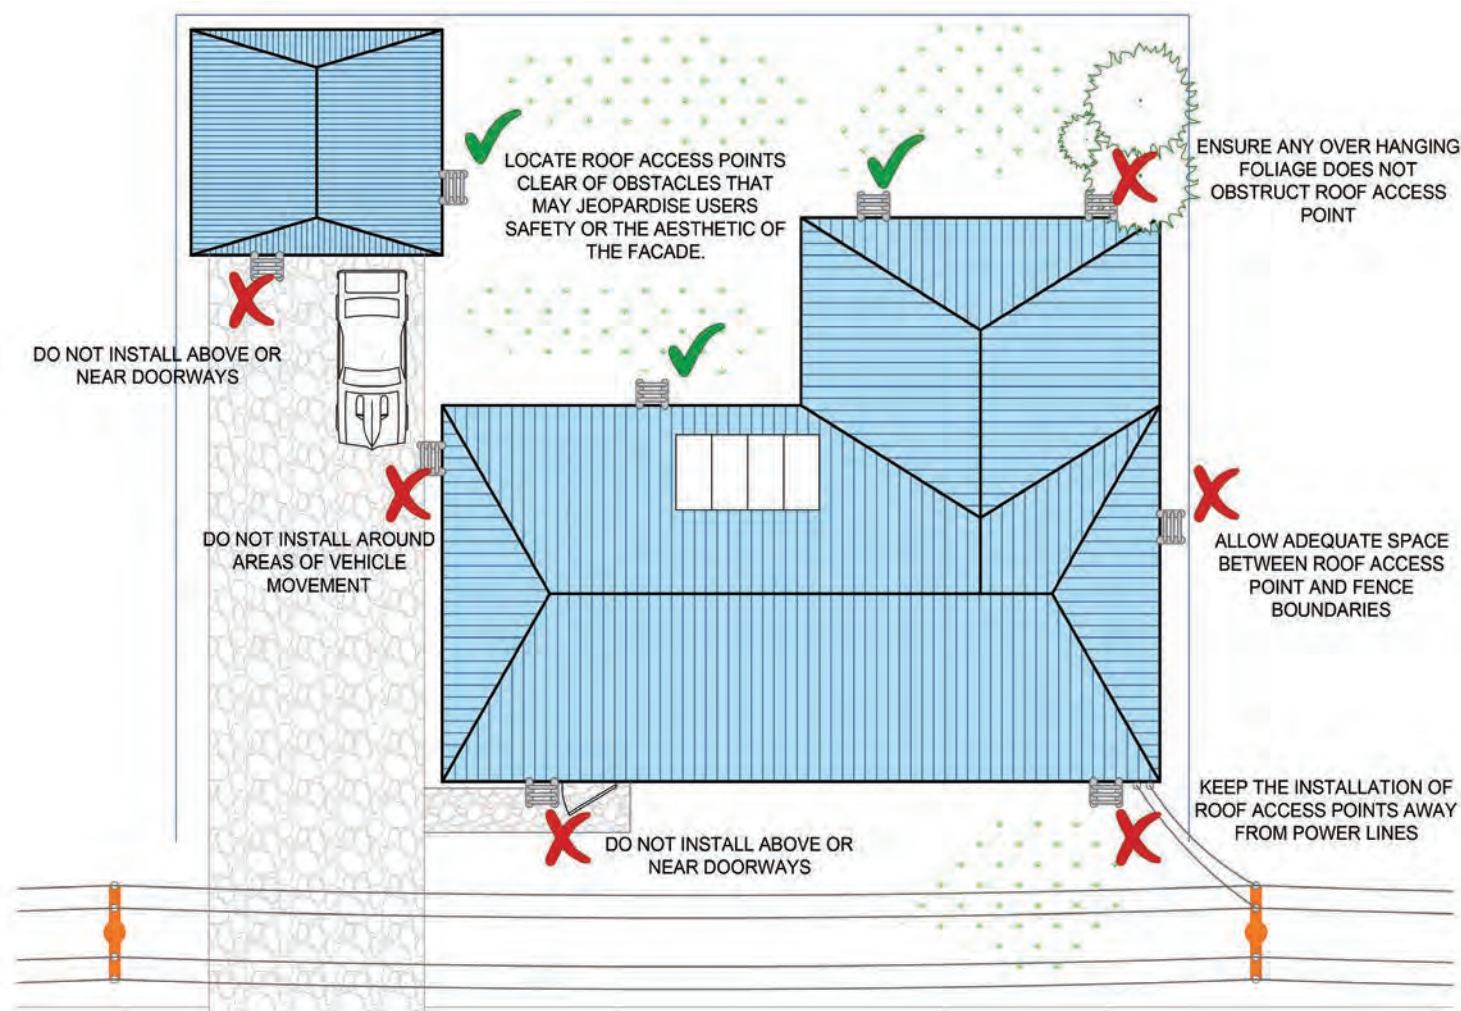 LOCATE ROOF ACCESS POINTS
CLEAR OF OBSTACLES THAT
MAY JEOPARDISE USERS
SAFETY OR THE AESTHETIC OF
THE FACADE.
ENSURE ANY OVER HANGING
FOLIAGE DOES NOT
OBSTRUCT ROOF ACCESS
POINT
DO NOT INSTALL ABOVE OR
NEAR DOORWAYS
DO NOT INSTALL AROUND
AREAS OF VEHICLE
MOVEMENT
ALLOW ADEQUATE SPACE
BETWEEN ROOF ACCESS
POINT AND FENCE
BOUNDARIES
KEEP THE INSTALLATION OF
ROOF ACCESS POINTS AWAY
FROM POWER LINES
DO NOT INSTALL ABOVE OR
NEAR DOORWAYS